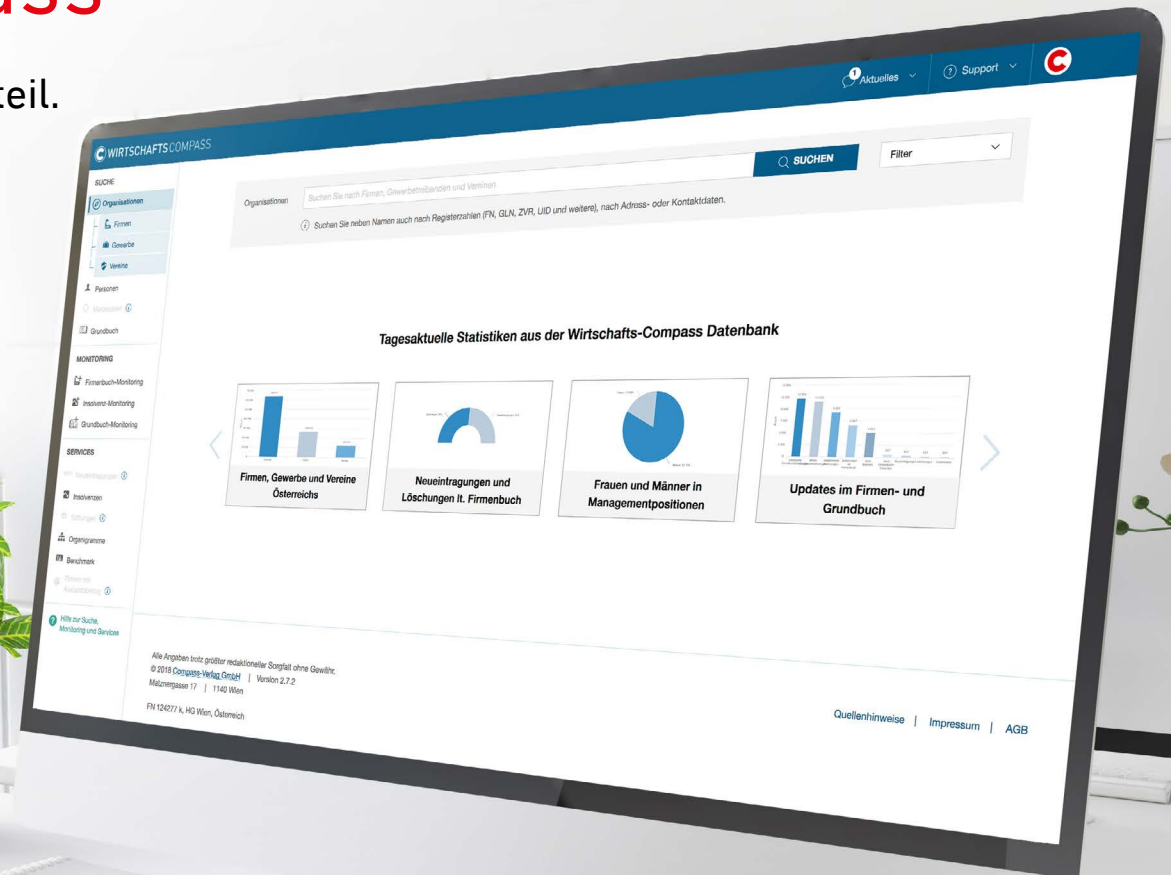 teil.
Aktuelles
Support
C
WIRTSCHAFTSCOMPASS
SUCHE
Organisationen
Firmen
Gewerbe
Vereine
Personen
Grundbuch
MONITORING
Firmenbuch-Monitoring
Insolvenz-Monitoring
Grundbuch-Monitoring
SERVICES
Neueintragungen
Insolvenzen
Stiftungen
Organigramme
Benchmark
Hilfe zur Suche,
Monitoring und Services
Organisationen
Suchen Sie nach Firmen, Gewerbetreibenden und Vereinen
SUCHEN
Filter
Suchen Sie neben Namen auch nach Registerzahlen (FN, GLN, ZVR, UID und weitere), nach Adress- oder Kontaktdaten.
Tagesaktuelle Statistiken aus der Wirtschafts-Compass Datenbank
Firmen, Gewerbe und Vereine
Österreichs
Neueintragungen und
Löschungen lt. Firmenbuch
Frauen und Männer in
Managementpositionen
Updates im Firmen- und
Grundbuch
Alle Angaben trotz größter redaktioneller Sorgfalt ohne Gewähr.
© 2018 Compass-Verlag GmbH | Version 2.7.2
Matznergasse 17 | 1140 Wien
FN 124277 k, HG Wien, Österreich
Quellenhinweise | Impressum | AGB